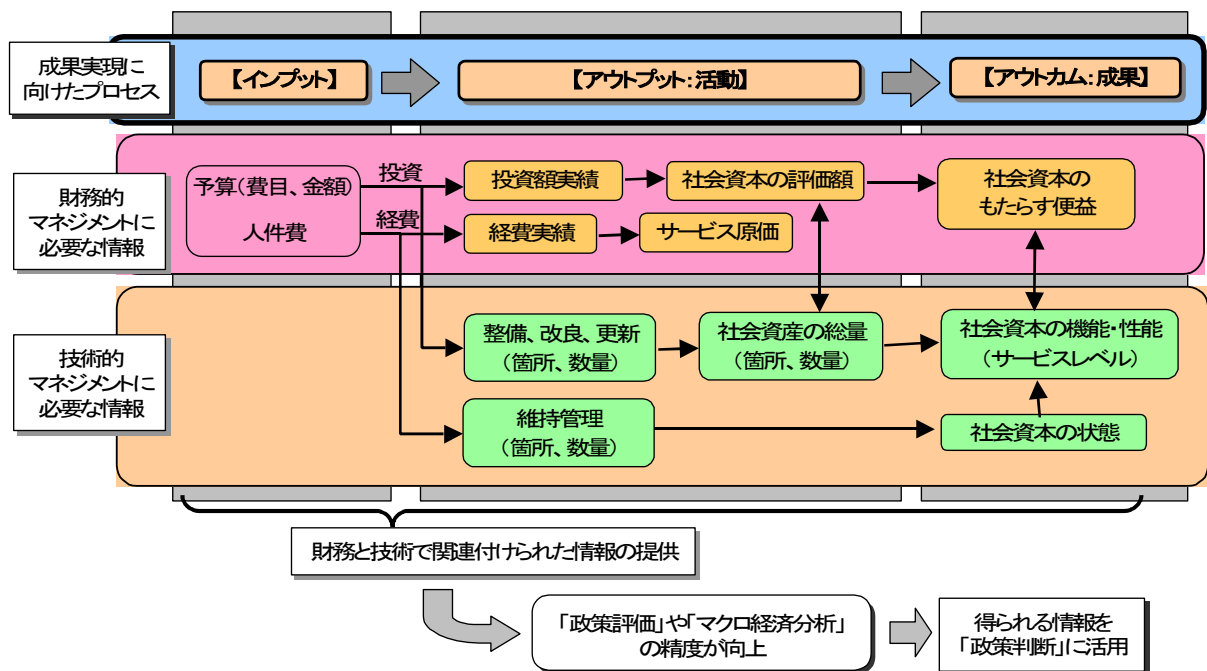 成果実現に
向けたプロセス
【インプット】
【アウトプット：活動】
【アウトカム：成果】
財務的
マネジメントに
必要な情報
予算（費目、金額）
人件費
投資
経費
投資額実績
社会資本の評価額
社会資本の
もたらす便益
経費実績
サービス原価
技術的
マネジメントに
必要な情報
整備、改良、更新
（箇所、数量）
社会資産の総量
（箇所、数量）
社会資本の機能・性能
（サービスレベル）
維持管理
（箇所、数量）
社会資本の状態
財務と技術で関連付けられた情報の提供
「政策評価」や「マクロ経済分析」
の精度が向上
得られる情報を
「政策判断」に活用